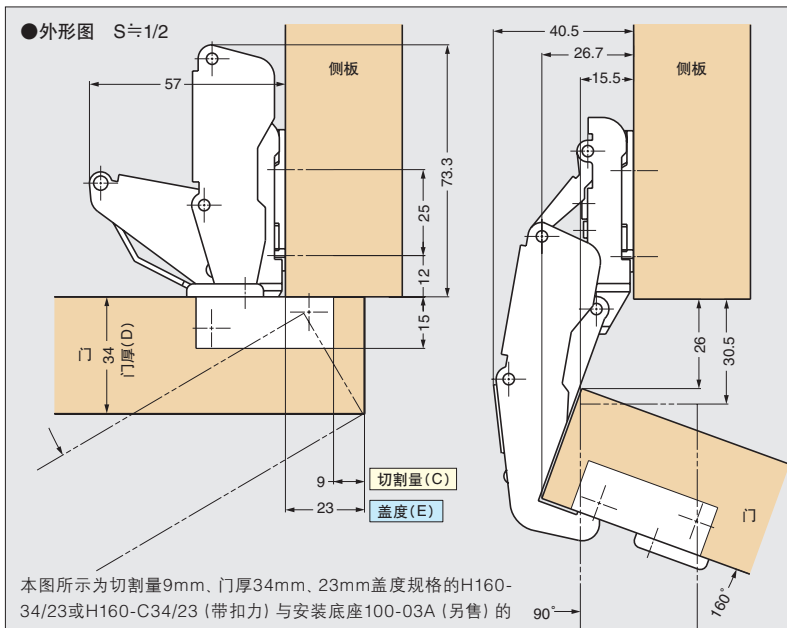 ●外形图 S≒1/2
57
侧板
73.3
25
12
15
门
34
门厚(D)
9
切割量(C)
23
盖度(E)
40.5
26.7
15.5
侧板
26
30.5
门
90°
160°
本图所示为切割量9mm、门厚34mm、23mm盖度规格的H160-
34/23或H160-C34/23 (带扣力) 与安装底座100-03A (另售) 的